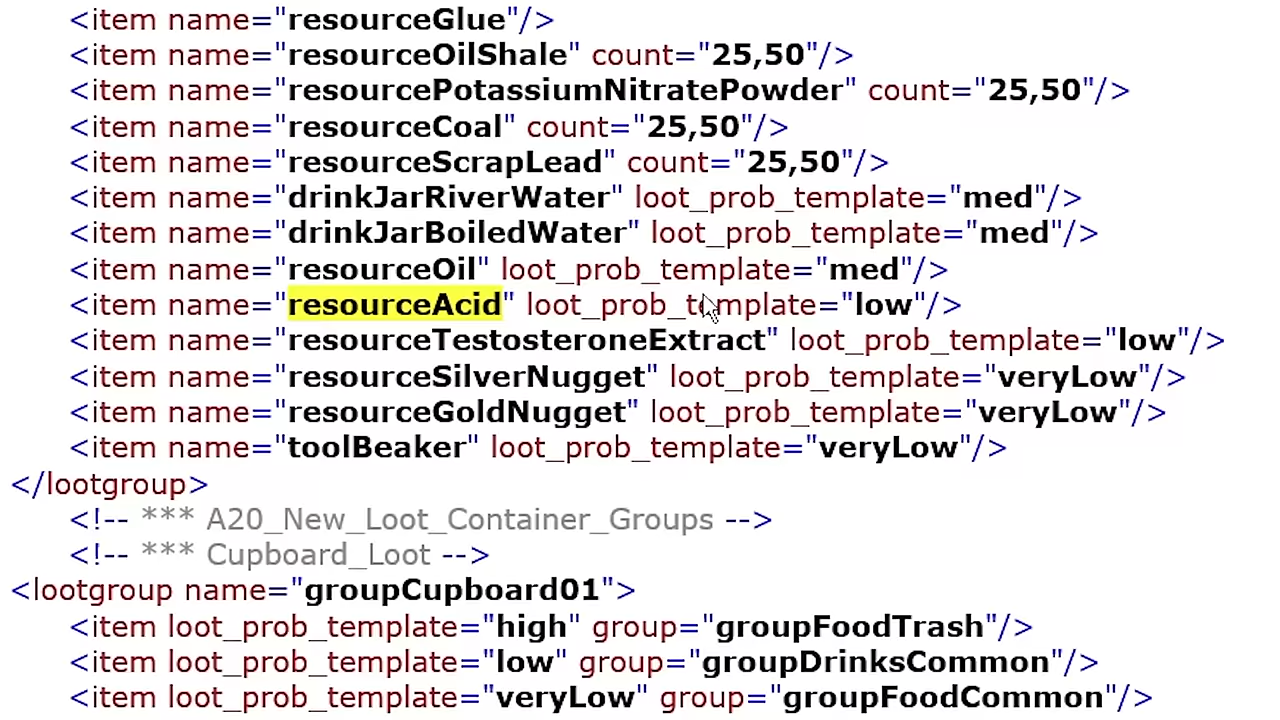 <item name="resourceGlue"/>
<item name="resourceOilShale" count="25,50"/>
<item name="resourcePotassiumNitratePowder" count="25,50"/>
<item name="resourceCoal" count="25,50"/>
<item name="resourceScrapLead" count="25,50"/>
<item name="drinkJarRiverWater" loot_prob_template="med"/>
<item name="drinkJarBoiledWater" loot_prob_template="med"/>
<item name="resourceOil" loot_prob_template="med"/>
<item name="resourceAcid" loot_prob_template="low"/>
<item name="resourceTestosteroneExtract" loot_prob_template="low"/>
<item name="resourceSilverNugget" loot_prob_template="veryLow"/>
<item name="resourceGoldNugget" loot_prob_template="veryLow"/>
<item name="toolBeaker" loot_prob_template="veryLow"/>
</lootgroup>
<!-- *** A20_New_Loot_Container_Groups -->
<!-- *** Cupboard_Loot -->
<lootgroup name="groupCupboard01">
<item loot_prob_template="high" group="groupFoodTrash"/>
<item loot_prob_template="low" group="groupDrinksCommon"/>
<item loot_prob_template="veryLow" group="groupFoodCommon"/>